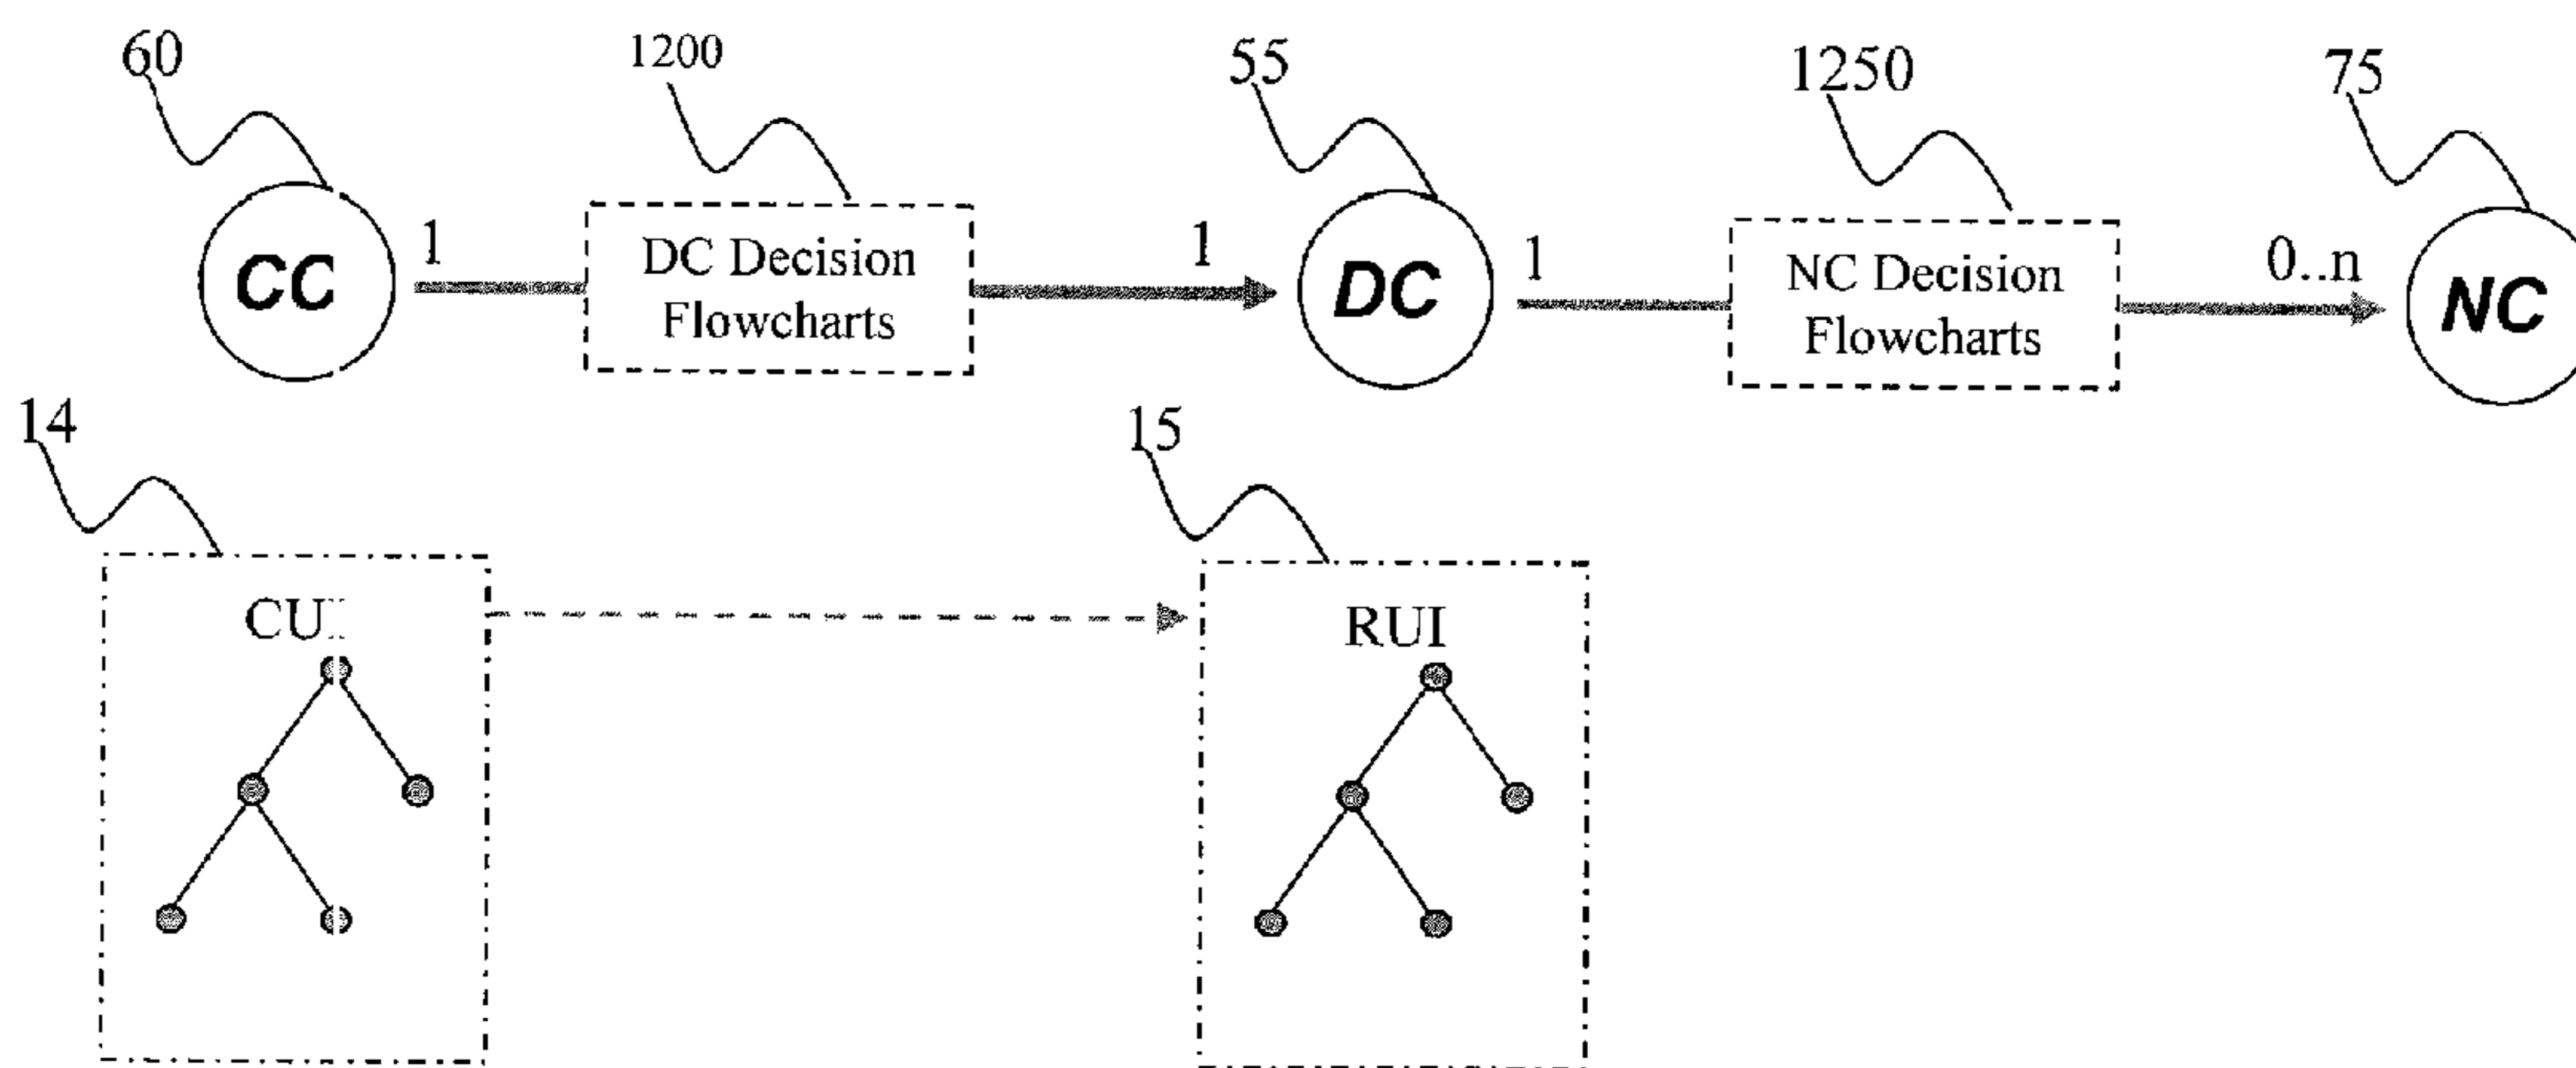 60
1200
55
1250
75
CC
1
DC Decision
Flowcharts
1
DC
1
NC Decision
Flowcharts
0..n
NC
14
15
RUI